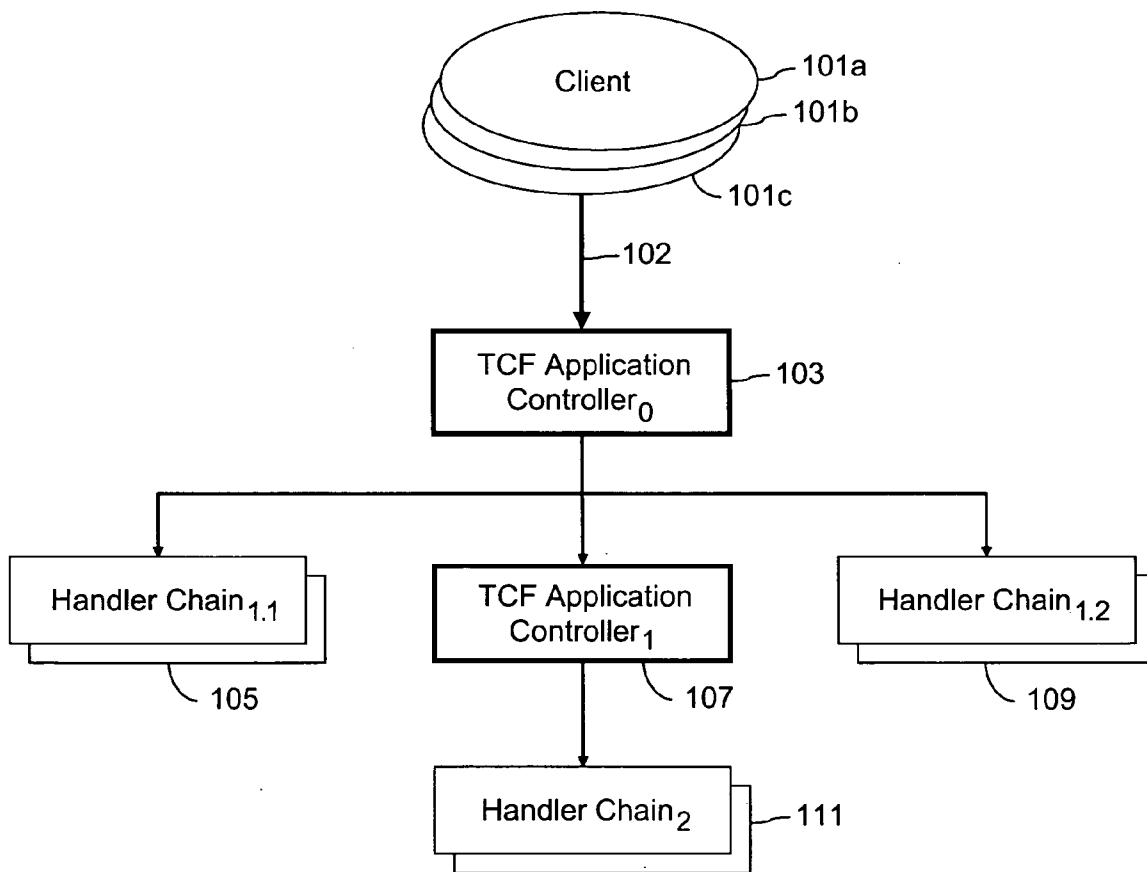 Client
101a
101b
101c
102
TCF Application
Controller0
103
Handler Chain1.1
TCF Application
Controller1
Handler Chain1.2
105
107
109
Handler Chain2
111